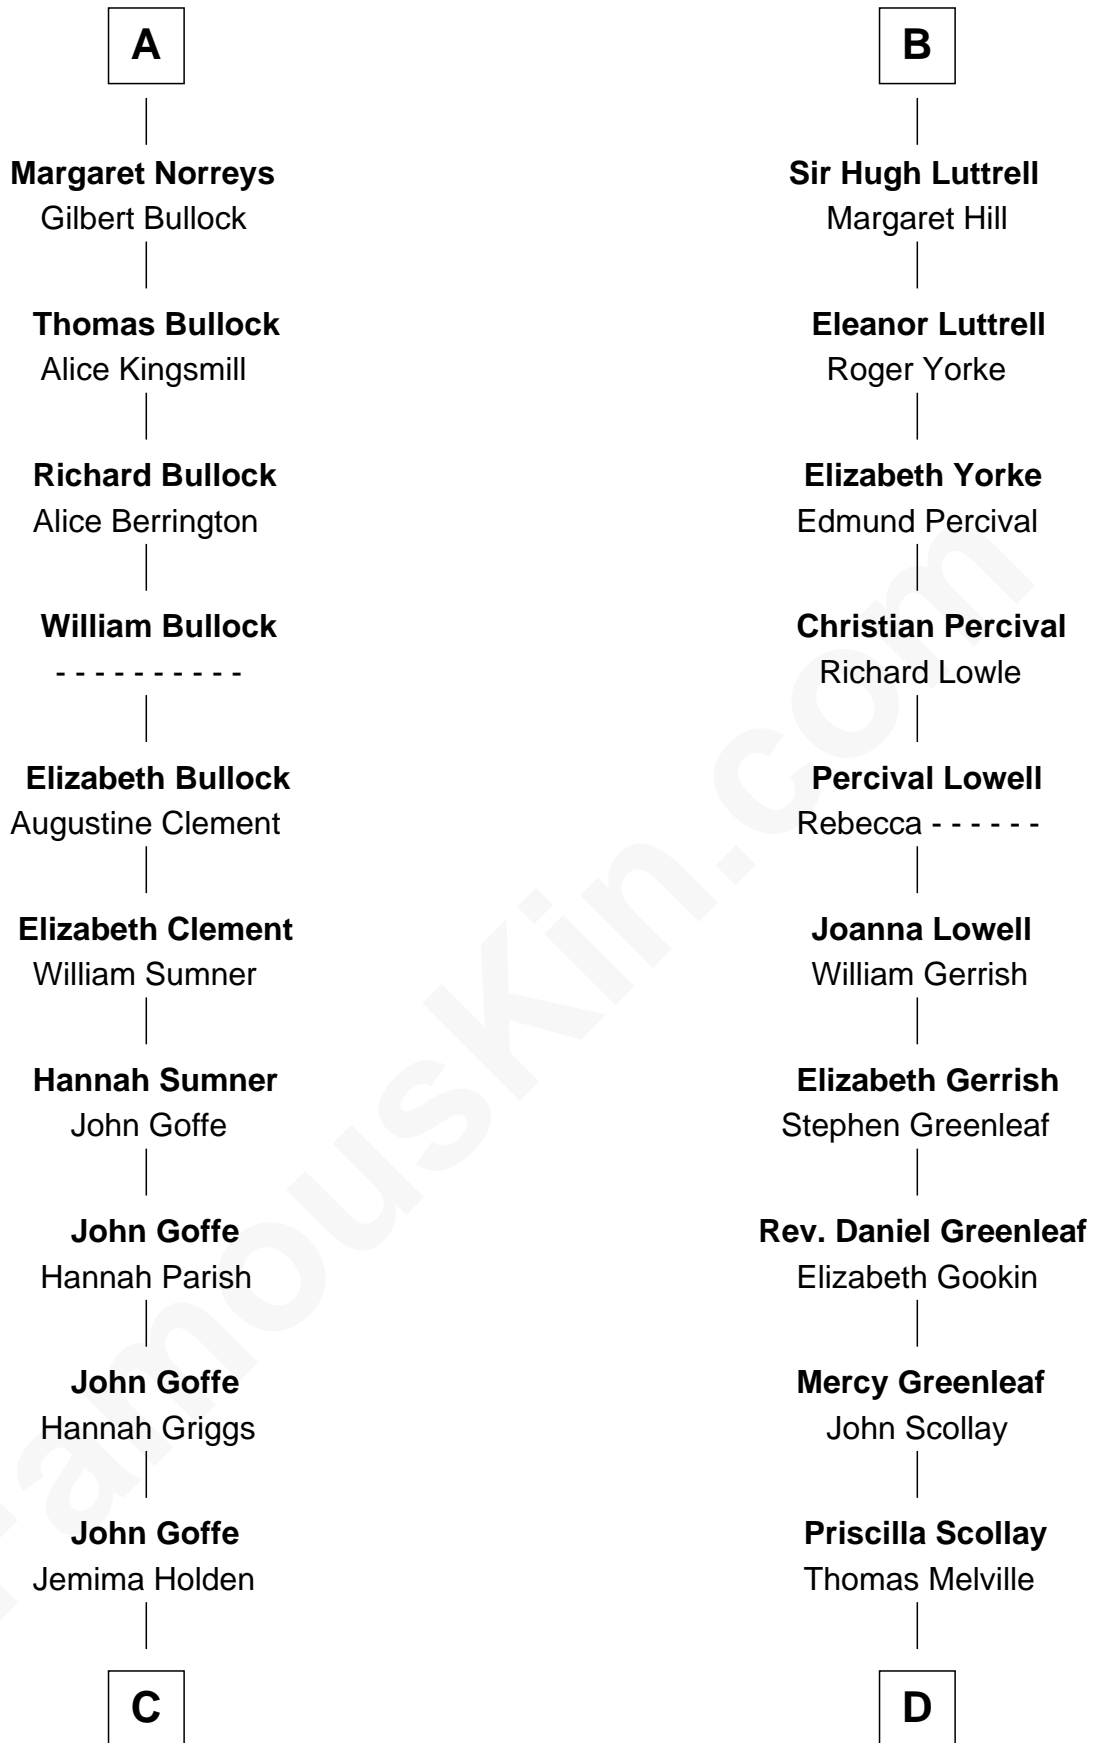 A
Margaret Norreys
Gilbert Bullock
Thomas Bullock
Alice Kingsmill
Richard Bullock
Alice Berrington
William Bullock
- - - - - - - - - -
Elizabeth Bullock
Augustine Clement
Elizabeth Clement
William Sumner
Hannah Sumner
John Goffe
John Goffe
Hannah Parish
John Goffe
Hannah Griggs
John Goffe
Jemima Holden
C
B
Sir Hugh Luttrell
Margaret Hill
Eleanor Luttrell
Roger Yorke
Elizabeth Yorke
Edmund Percival
Christian Percival
Richard Lowle
Percival Lowell
Rebecca - - - - - -
Joanna Lowell
William Gerrish
Elizabeth Gerrish
Stephen Greenleaf
Rev. Daniel Greenleaf
Elizabeth Gookin
Mercy Greenleaf
John Scollay
Priscilla Scollay
Thomas Melville
D
FamousKin.com